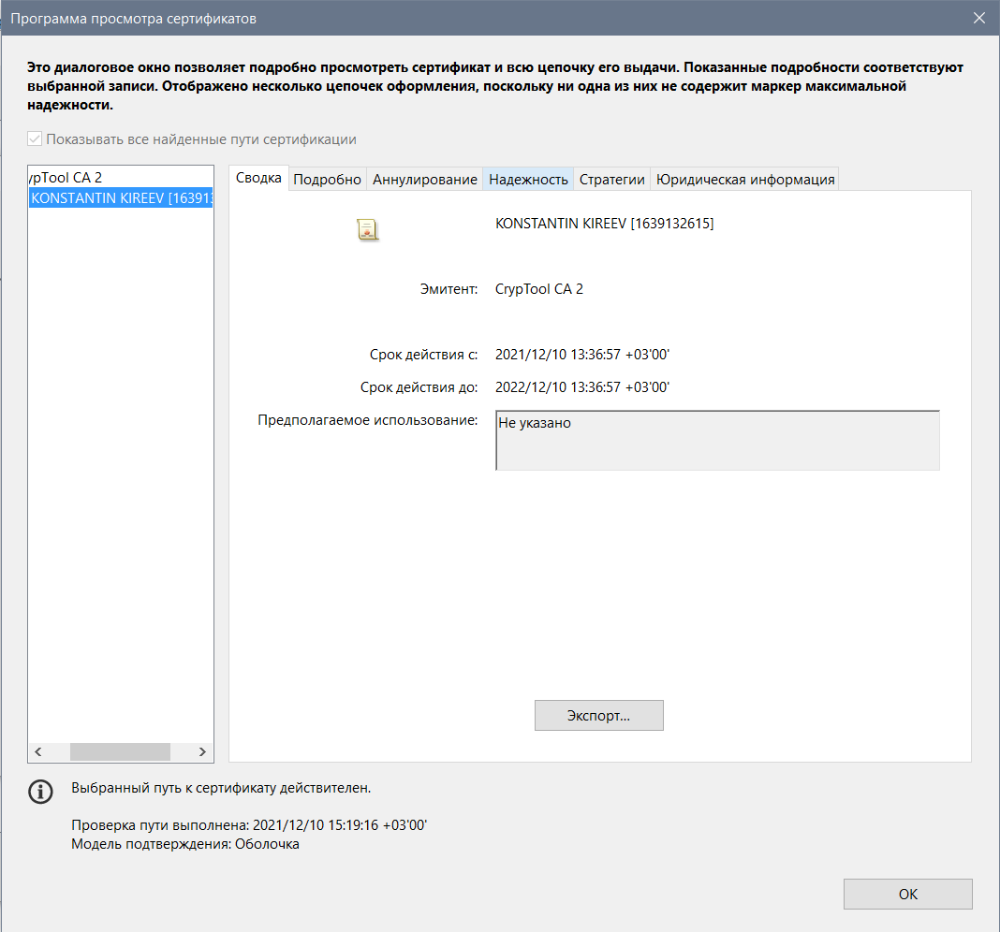 Программа просмотра сертификатов
Это диалоговое окно позволяет подробно просмотреть сертификат и всю цепочку его выдачи. Показанные подробности соответствуют
выбранной записи. Отображено несколько цепочек оформления, поскольку ни одна из них не содержит маркер максимальной
надежности.
Показывать все найденные пути сертификации
ypTool CA 2
KONSTANTIN KIREEV [16391
Сводка Подробно Аннулирование Надежность Стратегии Юридическая информация
KONSTANTIN KIREEV [1639132615]
Эмитент: CrypTool CA 2
Срок действия с: 2021/12/10 13:36:57 +03'00'
Срок действия до: 2022/12/10 13:36:57 +03'00'
Предполагаемое использование: Не указано
Экспорт...
Выбранный путь к сертификату действителен.
Проверка пути выполнена: 2021/12/10 15:19:16 +03'00'
Модель подтверждения: Оболочка
OK